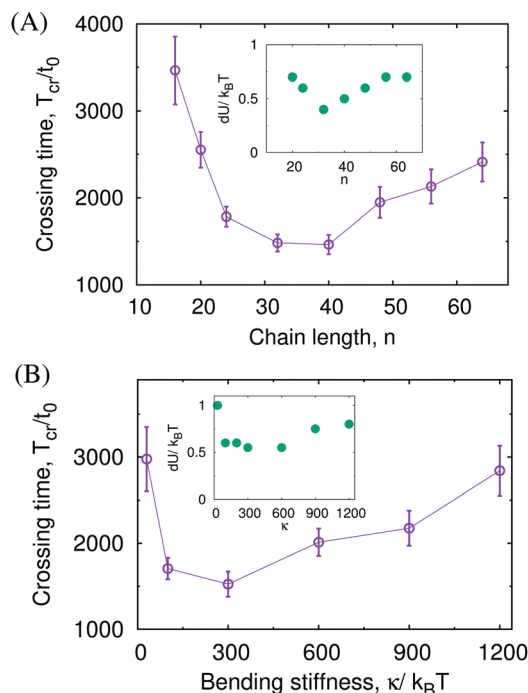 (A)
4000
3000
2000
1000
Crossing time, T_cr/t_0
10 20 30 40 50 60
Chain length, n
1
0.5
0
dU/ k_BT
20 40 60
n
(B)
3000
2000
1000
Crossing time, T_cr/t_0
0 300 600 900 1200
Bending stiffness, κ/ k_BT
1
0.5
0
dU/ k_BT
0 300 600 900 1200
κ